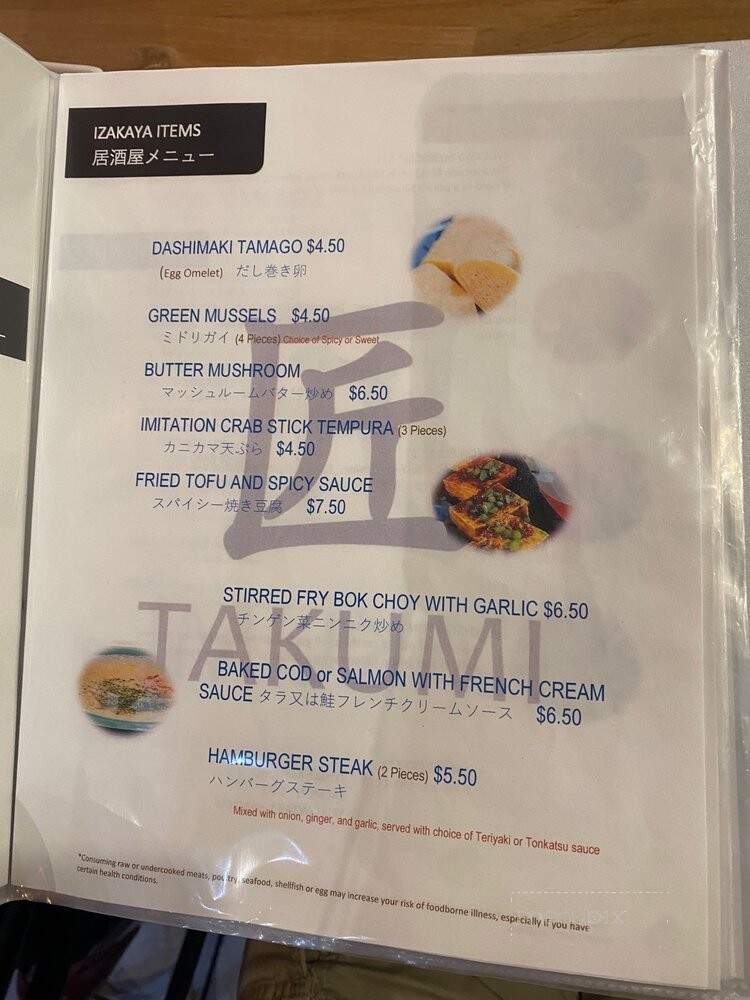 IZAKAYA ITEMS
居酒屋メニュー
DASHIMAKI TAMAGO $4.50
(Egg Omelet) だし巻き卵
GREEN MUSSELS $4.50
ミドリガイ (4 Pieces) Choice of Spicy or Sweet
BUTTER MUSHROOM
マッシュルームバター炒め $6.50
IMITATION CRAB STICK TEMPURA (3 Pieces)
カニカマ天ぷら $4.50
FRIED TOFU AND SPICY SAUCE
スパイシー焼き豆腐 $7.50
匠
STIRRED FRY BOK CHOY WITH GARLIC $6.50
チンゲン菜ニンニク炒め
TAKUMI
BAKED COD or SALMON WITH FRENCH CREAM
SAUCE タラ又は鮭フレンチクリームソース $6.50
HAMBURGER STEAK (2 Pieces) $5.50
ハンバーグステーキ
Mixed with onion, ginger, and garlic, served with choice of Teriyaki or Tonkatsu sauce
*Consuming raw or undercooked meats, poultry, seafood, shellfish or egg may increase your risk of foodborne illness, especially if you have
certain health conditions.